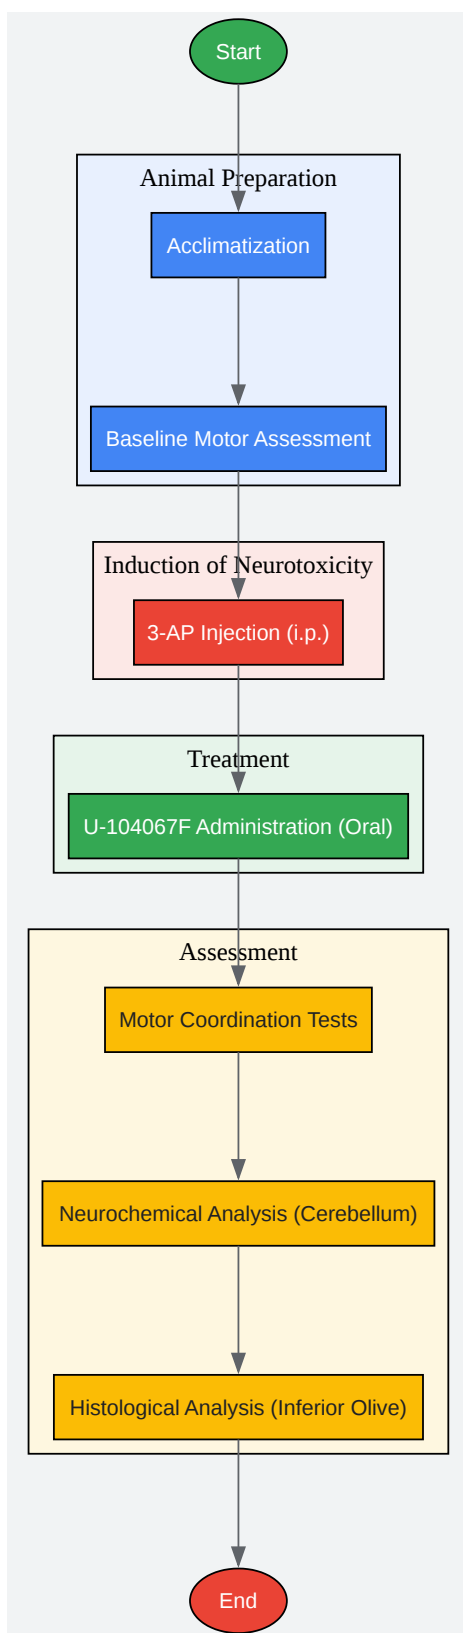 Start
Animal Preparation
Acclimatization
Baseline Motor Assessment
Induction of Neurotoxicity
3-AP Injection (i.p.)
Treatment
U-104067F Administration (Oral)
Assessment
Motor Coordination Tests
Neurochemical Analysis (Cerebellum)
Histological Analysis (Inferior Olive)
End